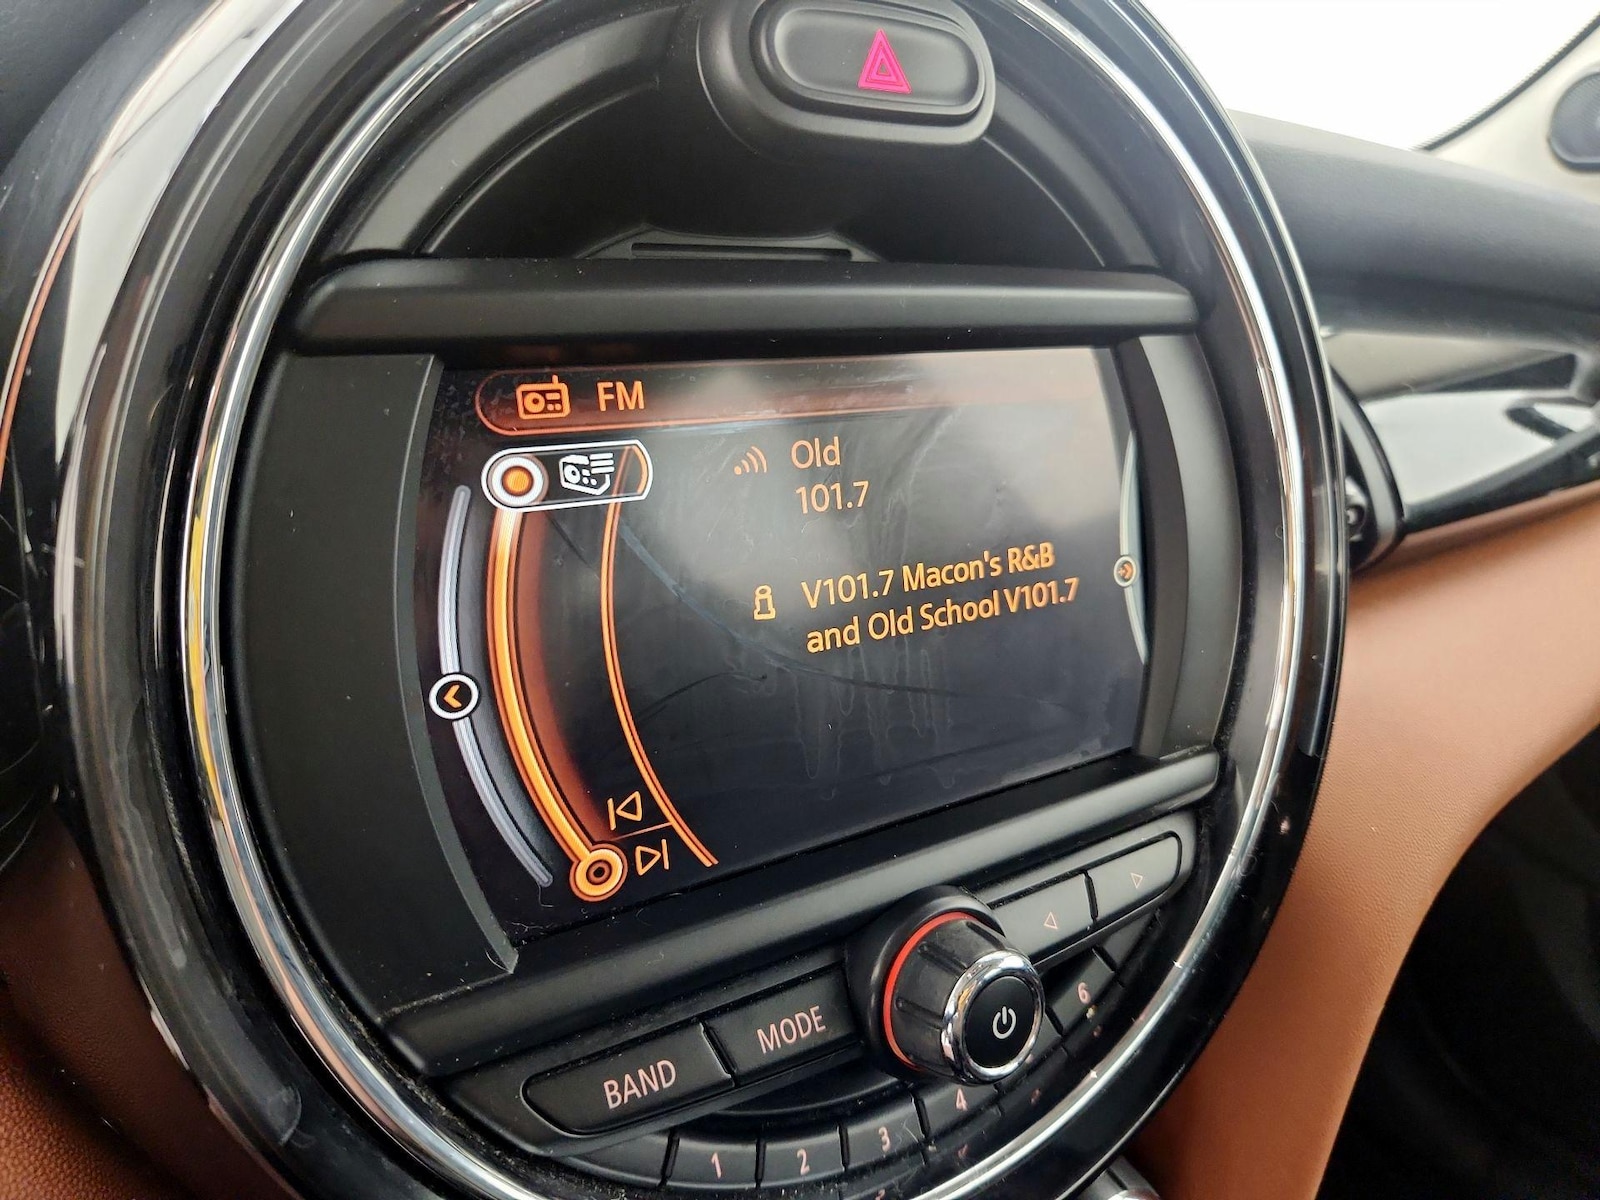 FM
Old
101.7
V101.7 Macon's R&B
and Old School V101.7
BAND
MODE
1
2
3
4
6